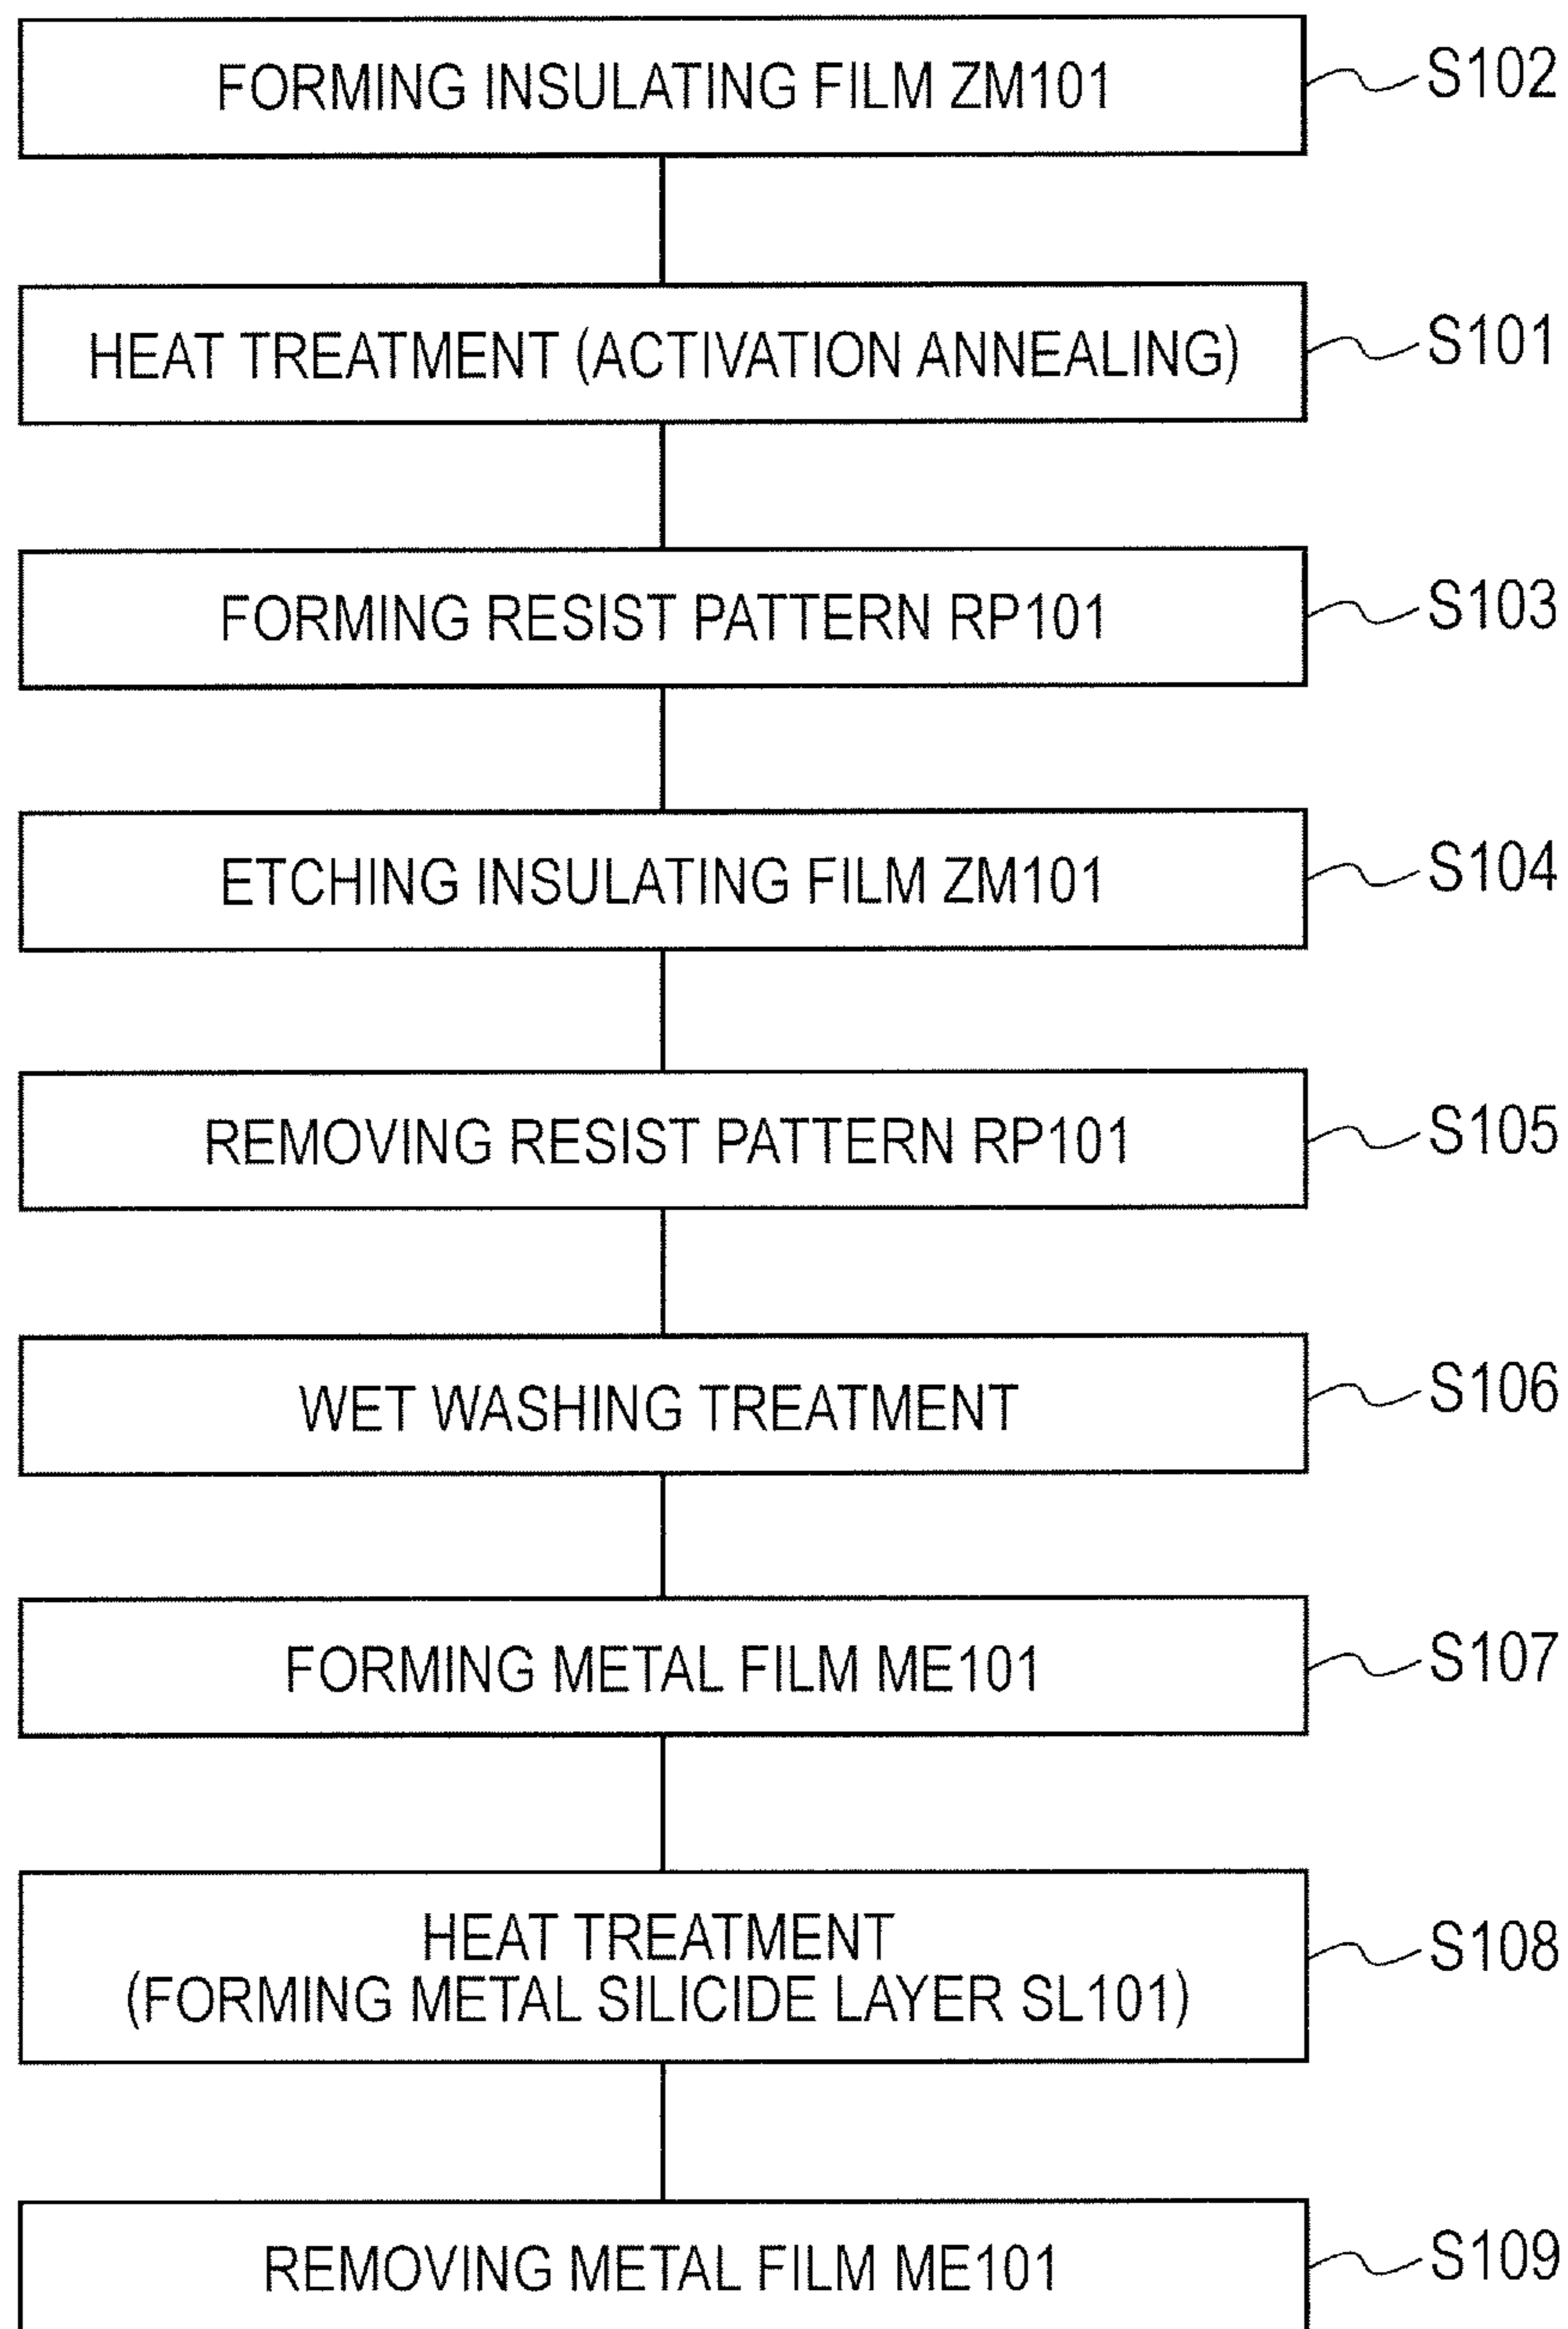 FORMING INSULATING FILM ZM101 S102
HEAT TREATMENT (ACTIVATION ANNEALING) S101
FORMING RESIST PATTERN RP101 S103
ETCHING INSULATING FILM ZM101 S104
REMOVING RESIST PATTERN RP101 S105
WET WASHING TREATMENT S106
FORMING METAL FILM ME101 S107
HEAT TREATMENT
(FORMING METAL SILICIDE LAYER SL101) S108
REMOVING METAL FILM ME101 S109